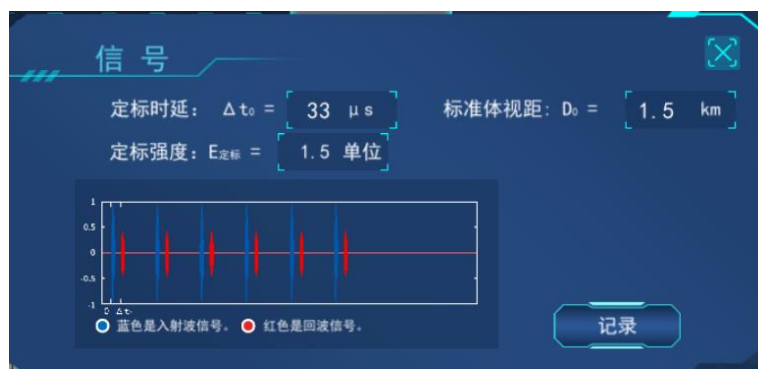 信号
定标时延: Δt₀ = 33 μs 标准体视距: D₀ = 1.5 km
定标强度: E定标 = 1.5 单位
1
0.5
0
-0.5
-1
0 Δt₀
蓝色是入射波信号。 红色是回波信号。
记录